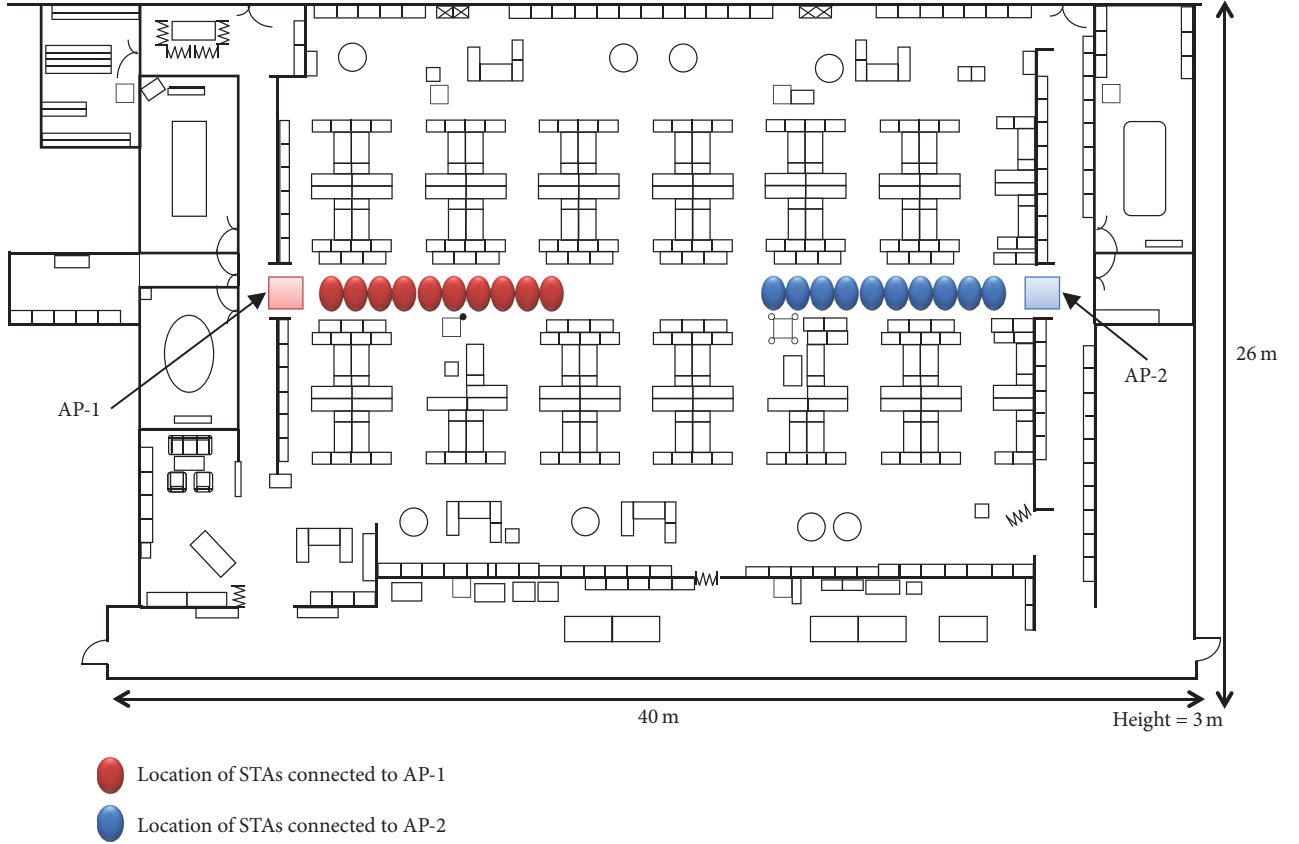 AP-1
AP-2
26 m
40 m
Height = 3 m
Location of STAs connected to AP-1
Location of STAs connected to AP-2